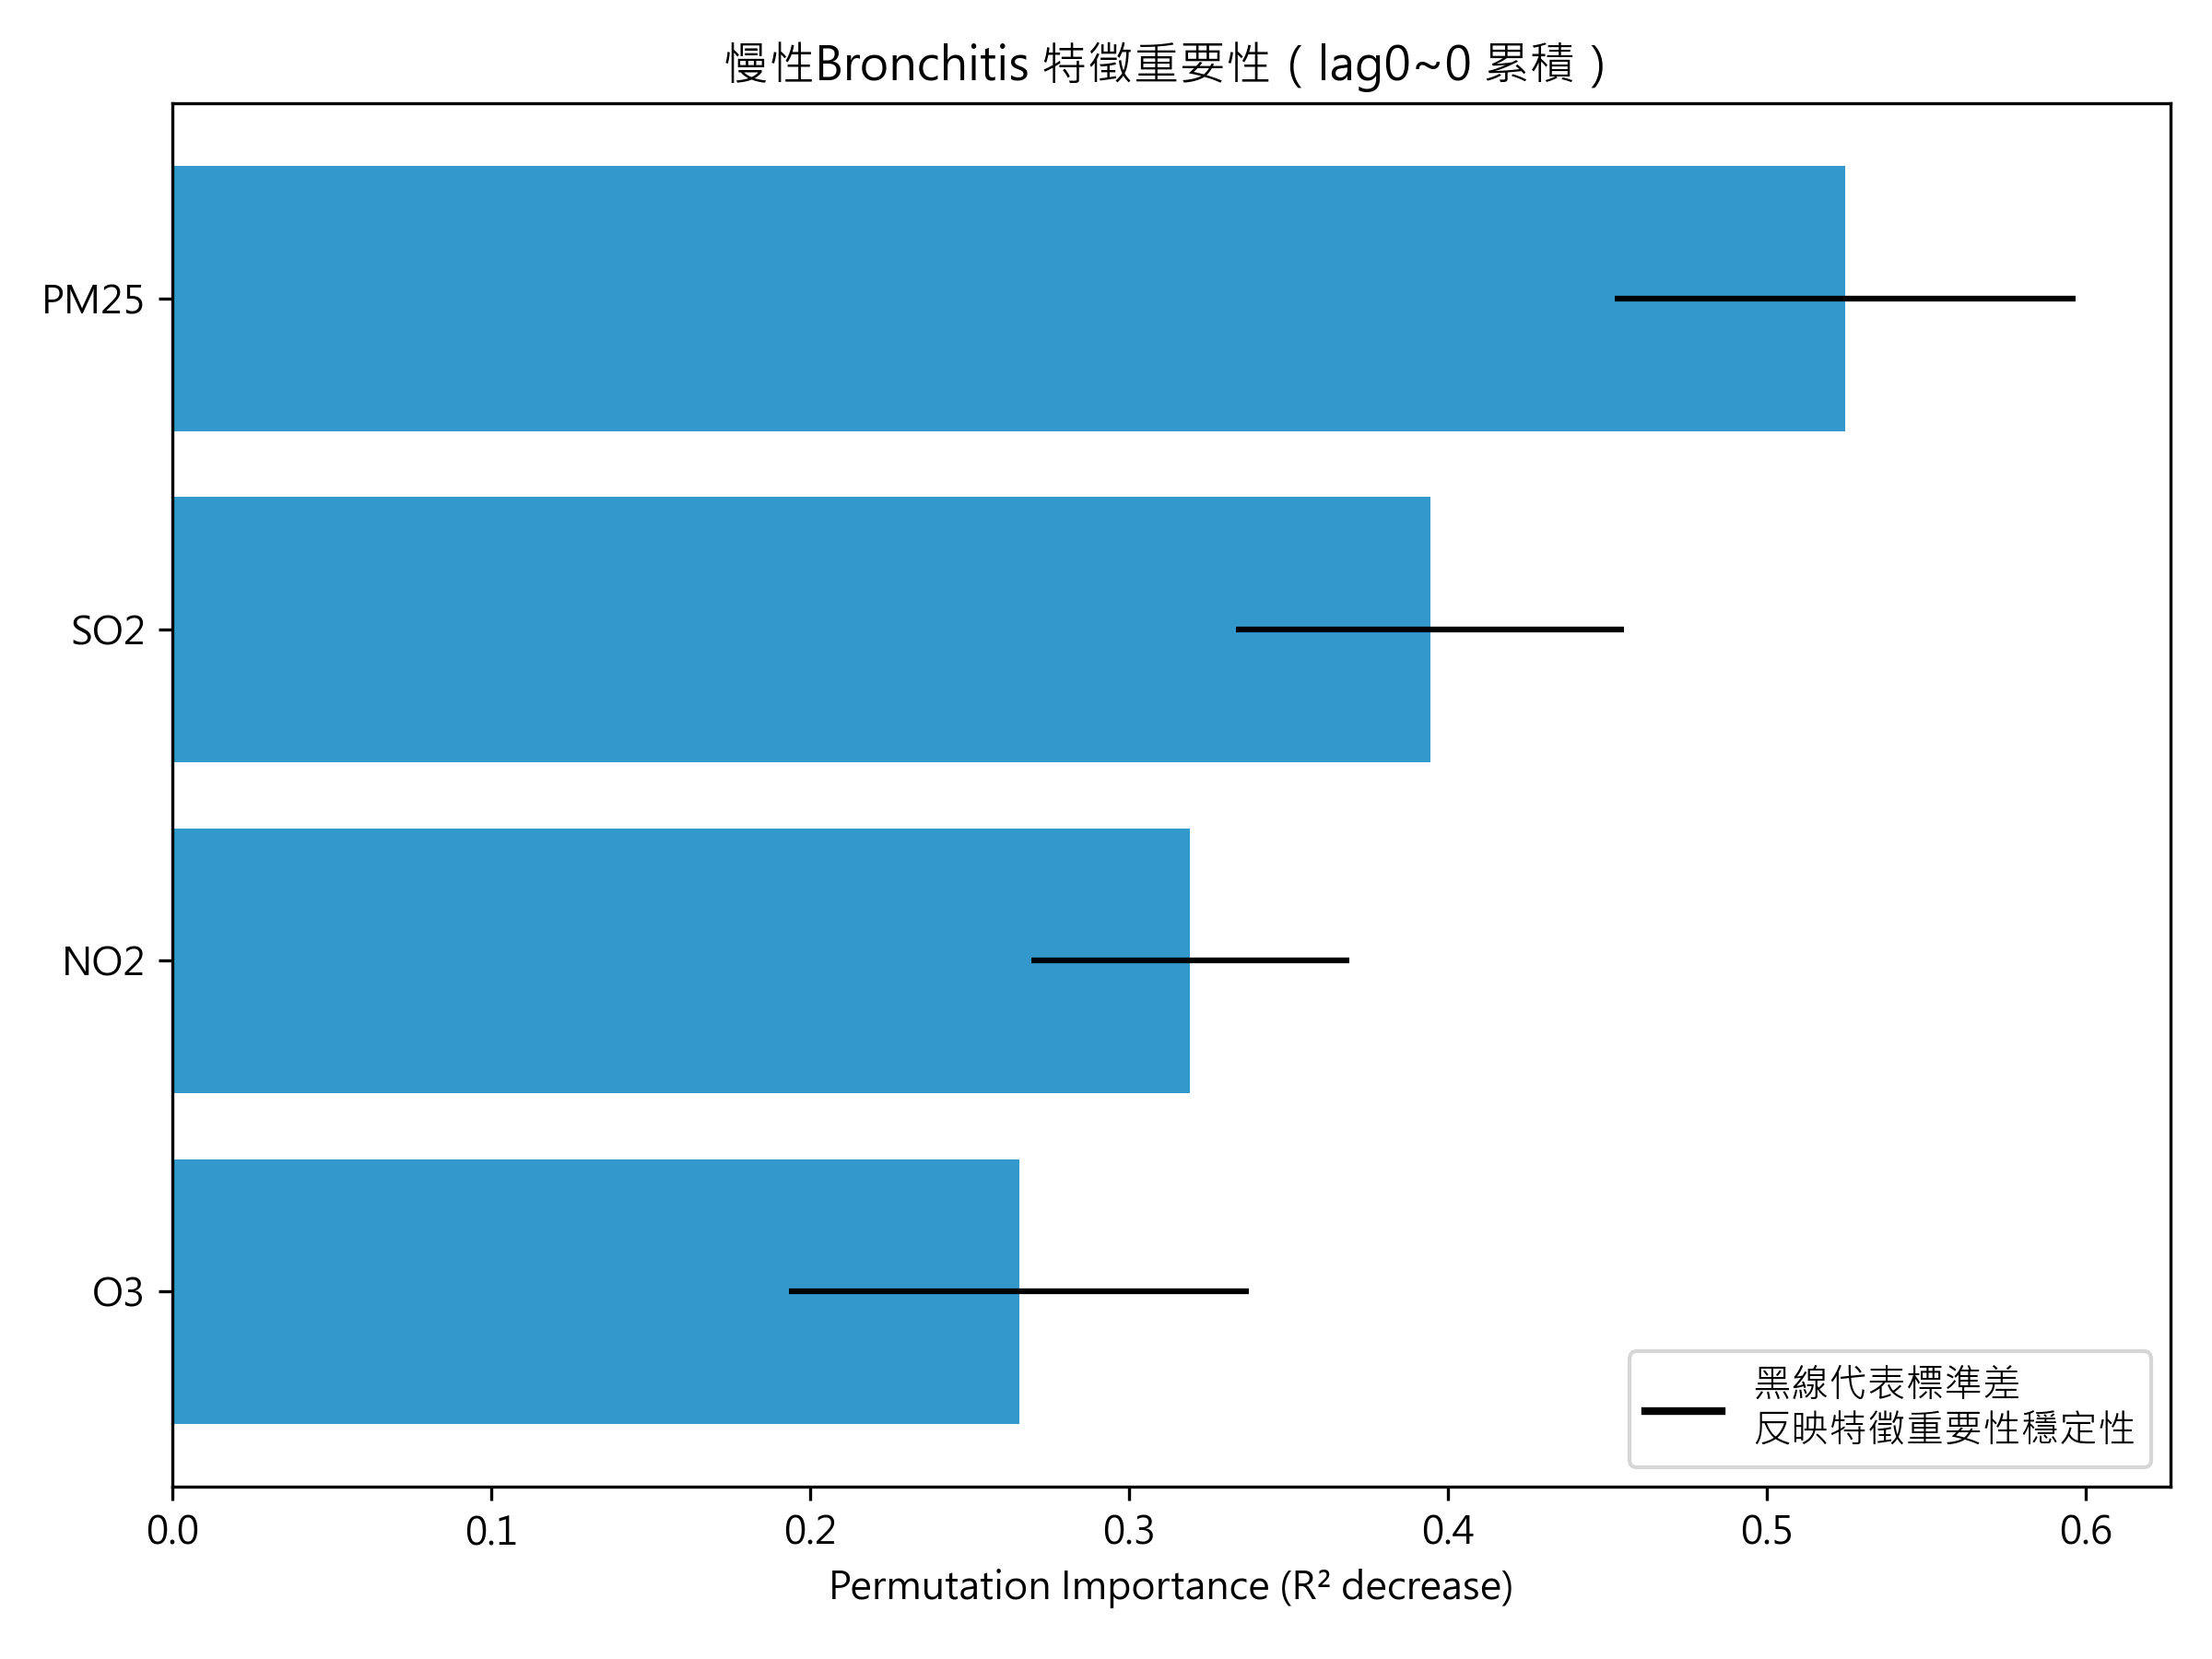 慢性Bronchitis 特徵重要性（lag0~0 累積）
PM25
SO2
NO2
O3
黑線代表標準差
反映特徵重要性穩定性
0.0 0.1 0.2 0.3 0.4 0.5 0.6
Permutation Importance (R² decrease)